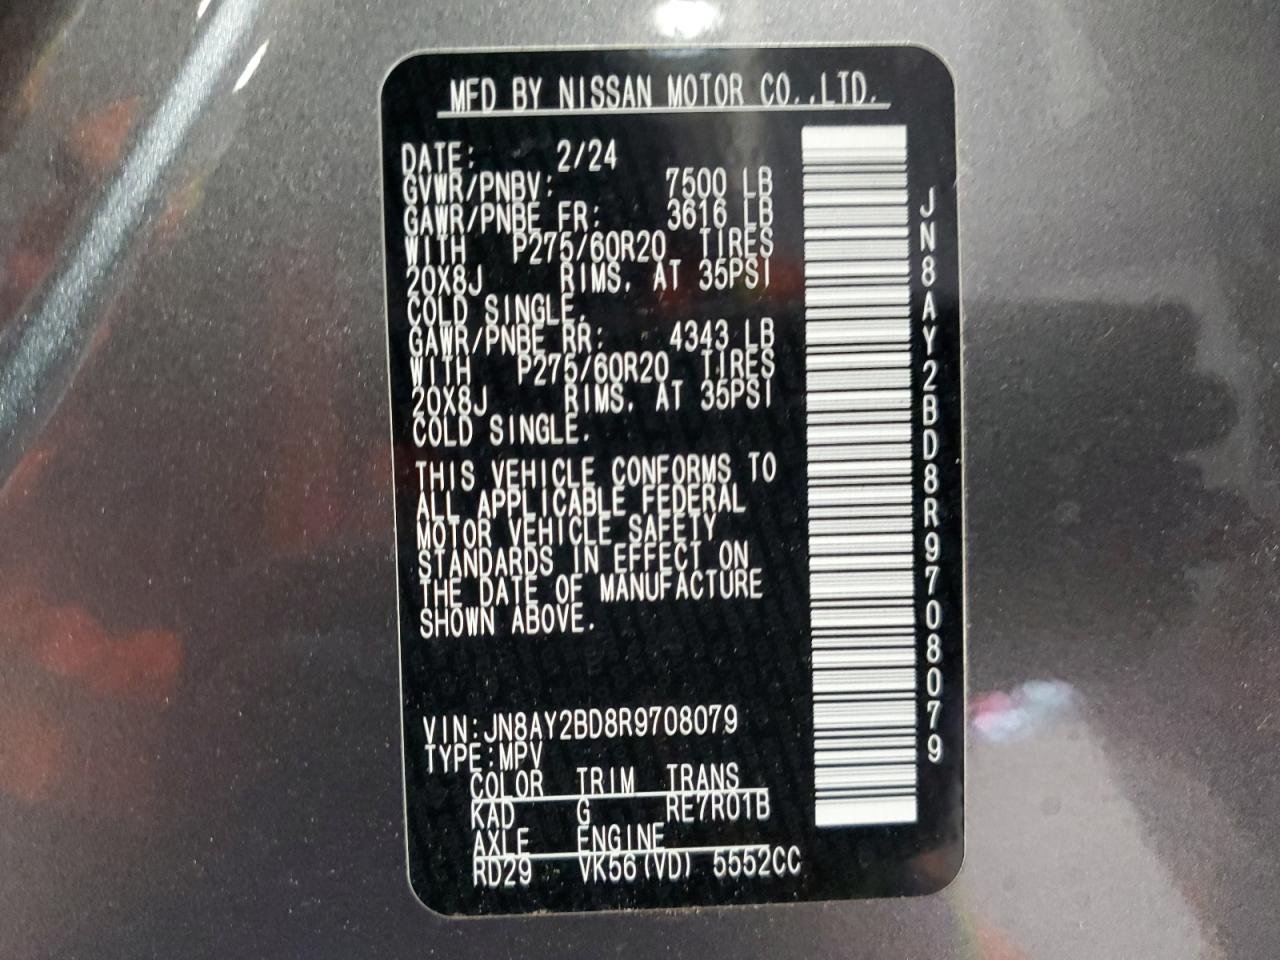 MFD BY NISSAN MOTOR CO.,LTD.
DATE: 2/24
GVWR/PNBV: 7500 LB
GAWR/PNBE FR: 3616 LB
WITH P275/60R20 TIRES
20X8J RIMS, AT 35PSI
COLD SINGLE.
GAWR/PNBE RR: 4343 LB
WITH P275/60R20 TIRES
20X8J RIMS, AT 35PSI
COLD SINGLE.
THIS VEHICLE CONFORMS TO
ALL APPLICABLE FEDERAL
MOTOR VEHICLE SAFETY
STANDARDS IN EFFECT ON
THE DATE OF MANUFACTURE
SHOWN ABOVE.
VIN:JN8AY2BD8R9708079
TYPE:MPV
COLOR TRIM TRANS
KAD G RE7R01B
AXLE ENGINE
RD29 VK56(VD) 5552CC
JN8AY2BD8R9708079